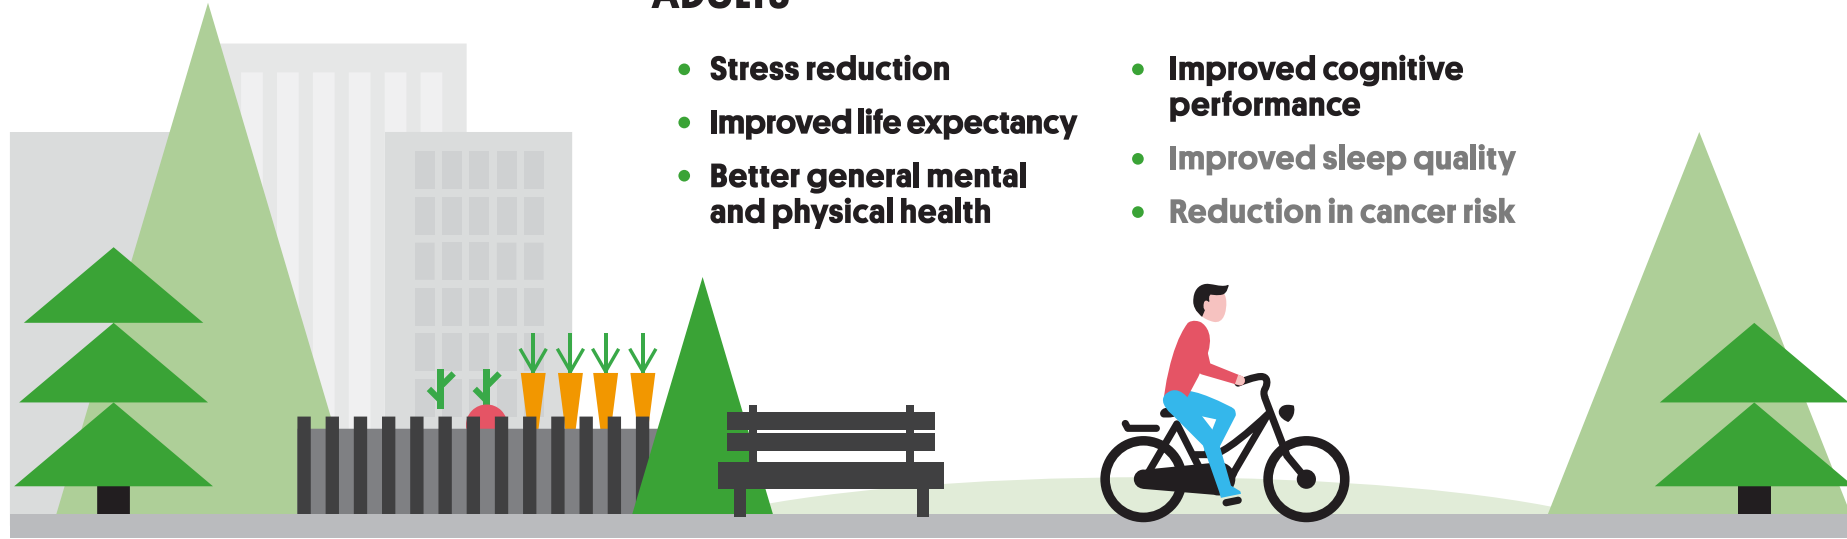 ADULTS
• Stress reduction
• Improved life expectancy
• Better general mental
and physical health
• Improved cognitive
performance
• Improved sleep quality
• Reduction in cancer risk